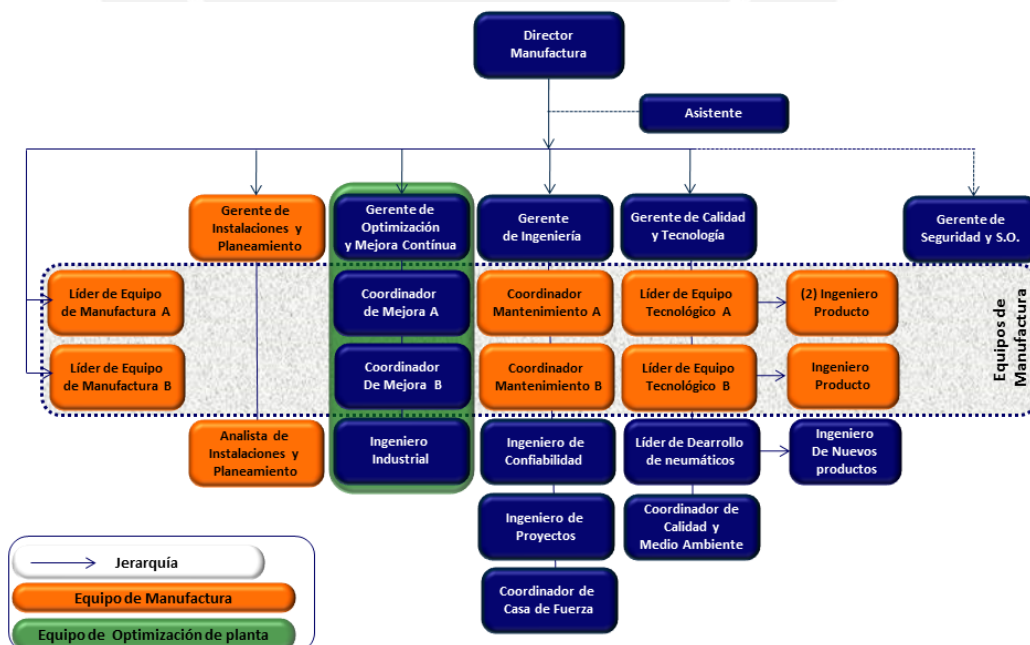 Director
Manufactura
Asistente
Gerente de
Instalaciones y
Planeamiento
Gerente de
Optimización
y Mejora Contínua
Gerente
de Ingeniería
Gerente de Calidad
y Tecnología
Gerente de
Seguridad y S.O.
Líder de Equipo
de Manufactura A
Coordinador
de Mejora A
Coordinador
Mantenimiento A
Líder de Equipo
Tecnológico A
(2) Ingeniero
Producto
Líder de Equipo
de Manufactura B
Coordinador
De Mejora B
Coordinador
Mantenimiento B
Líder de Equipo
Tecnológico B
Ingeniero
Producto
Equipos de
Manufactura
Analista de
Instalaciones y
Planeamiento
Ingeniero
Industrial
Ingeniero de
Confiabilidad
Líder de Dearrollo
de neumáticos
Ingeniero
De Nuevos
productos
Ingeniero de
Proyectos
Coordinador de
Calidad y
Medio Ambiente
Coordinador de
Casa de Fuerza
Jerarquía
Equipo de Manufactura
Equipo de Optimización de planta